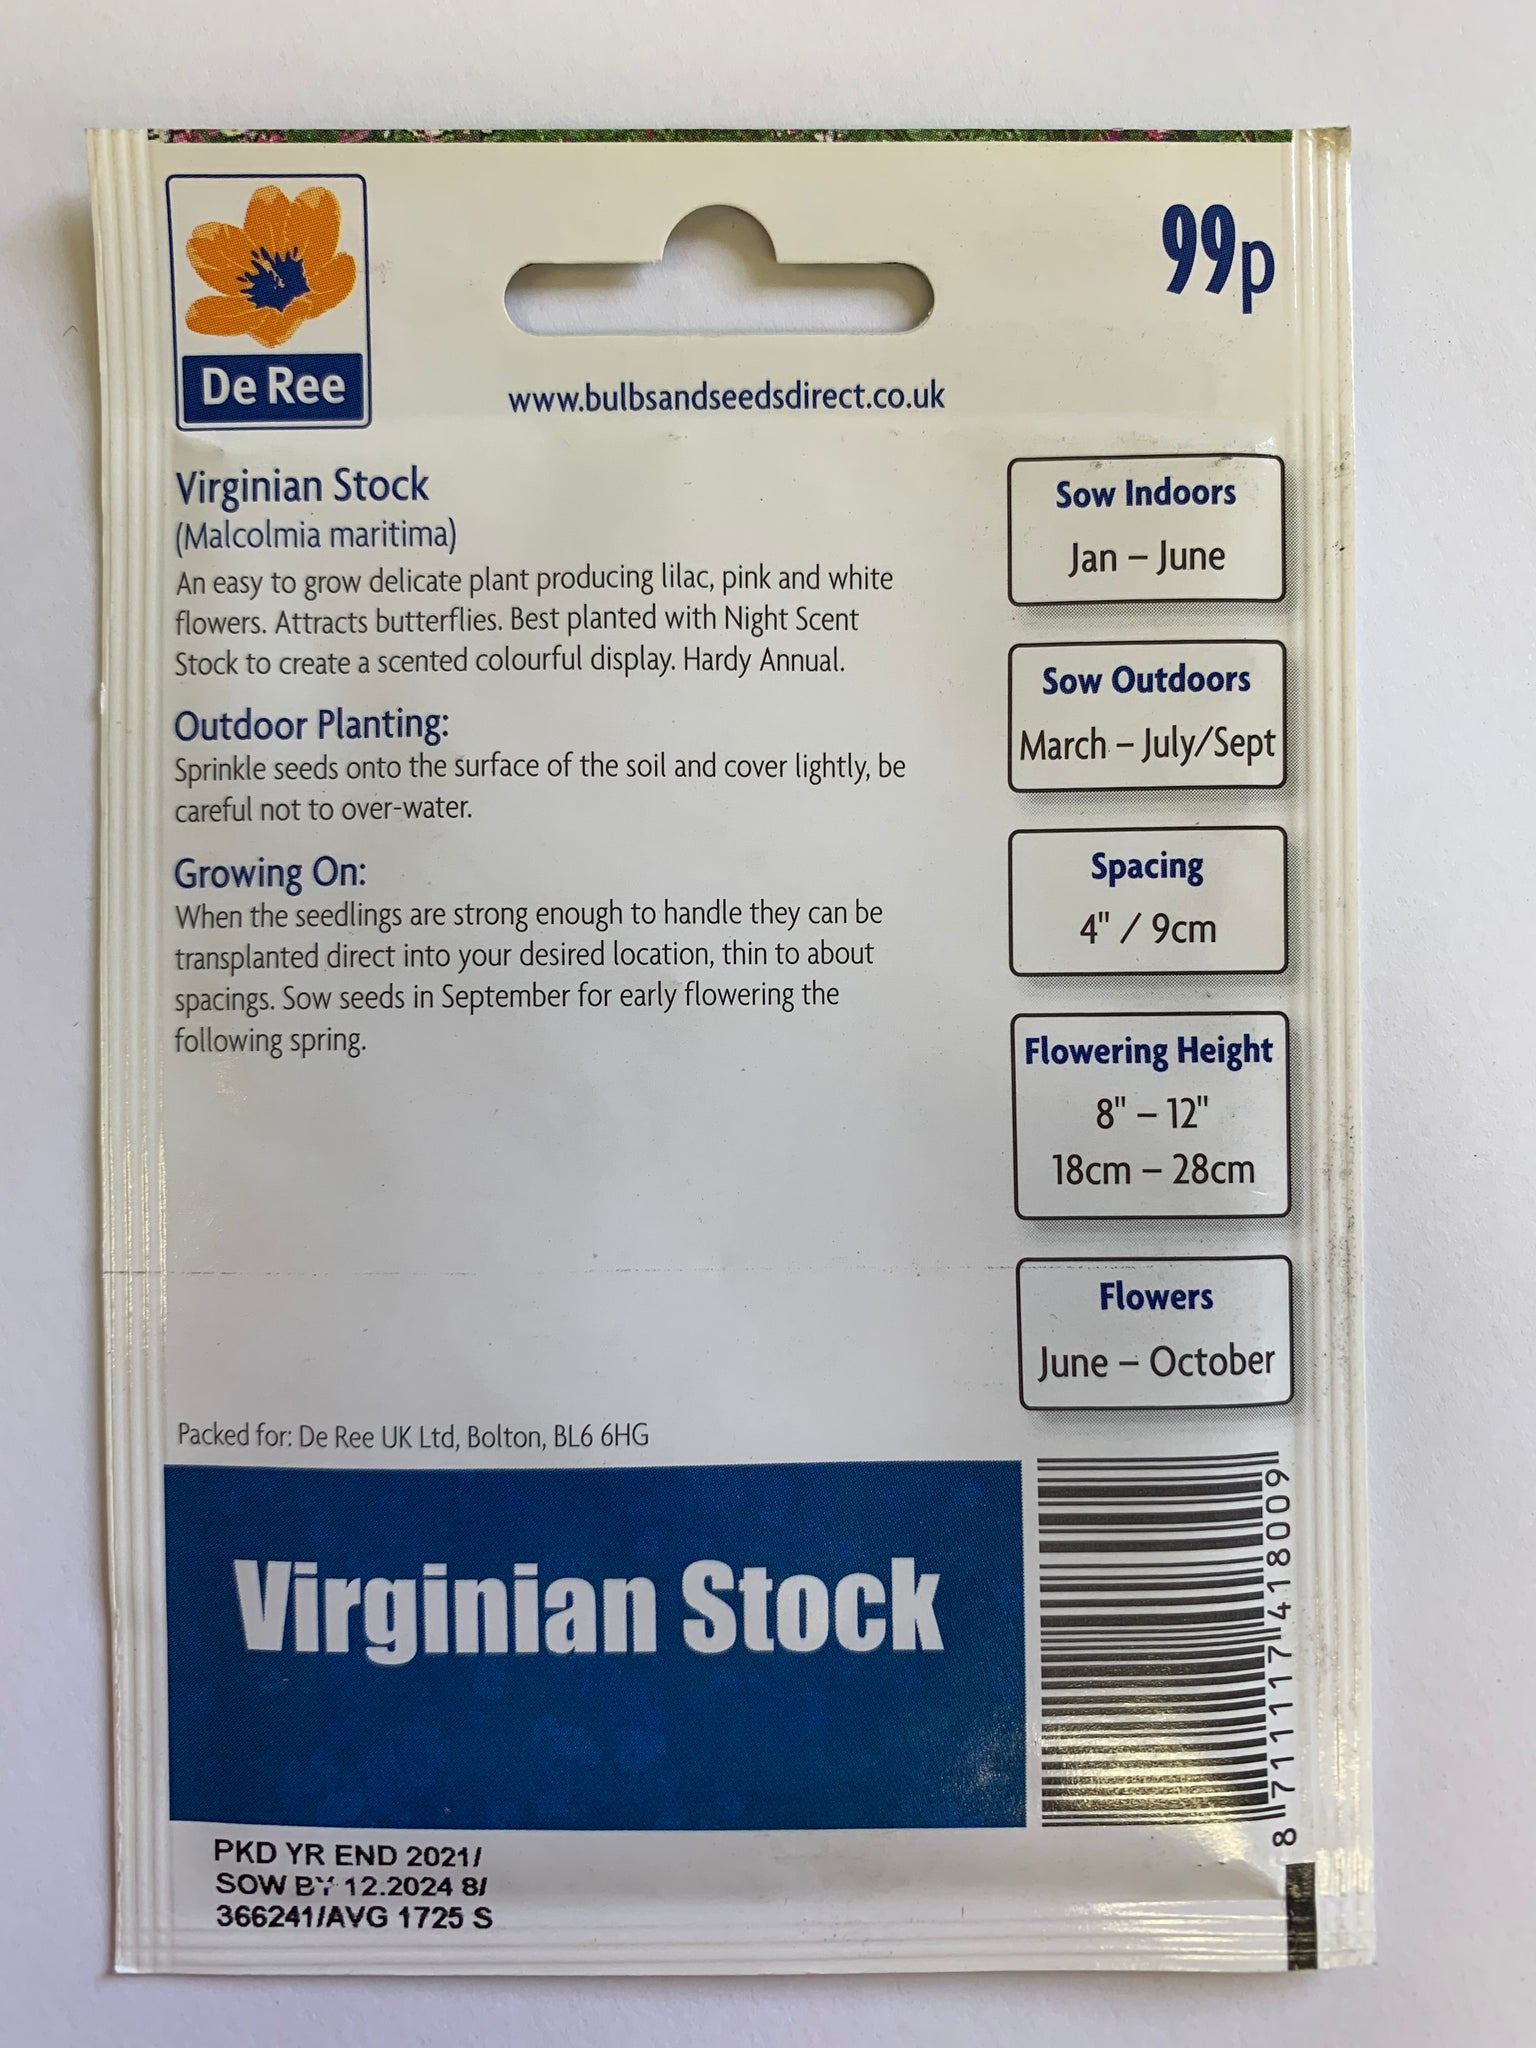 De Ree
99p
www.bulbsandseedsdirect.co.uk
Virginian Stock
(Malcolmia maritima)
An easy to grow delicate plant producing lilac, pink and white
flowers. Attracts butterflies. Best planted with Night Scent
Stock to create a scented colourful display. Hardy Annual.
Outdoor Planting:
Sprinkle seeds onto the surface of the soil and cover lightly, be
careful not to over-water.
Growing On:
When the seedlings are strong enough to handle they can be
transplanted direct into your desired location, thin to about
spacings. Sow seeds in September for early flowering the
following spring.
Sow Indoors
Jan – June
Sow Outdoors
March – July/Sept
Spacing
4" / 9cm
Flowering Height
8" – 12"
18cm – 28cm
Flowers
June – October
Packed for: De Ree UK Ltd, Bolton, BL6 6HG
Virginian Stock
8 711117 418009
PKD YR END 2021/
SOW BY 12.2024 8/
366241/AVG 1725 S